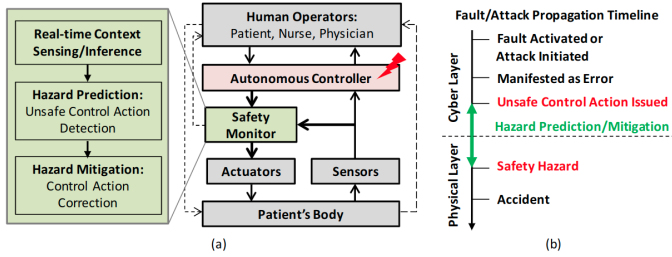 Real-time Context
Sensing/Inference
Hazard Prediction:
Unsafe Control Action
Detection
Hazard Mitigation:
Control Action
Correction
Human Operators:
Patient, Nurse, Physician
Autonomous Controller
Safety
Monitor
Actuators
Sensors
Patient's Body
(a)
Fault/Attack Propagation Timeline
Cyber Layer
Physical Layer
Fault Activated or
Attack Initiated
Manifested as Error
Unsafe Control Action Issued
Hazard Prediction/Mitigation
Safety Hazard
Accident
(b)